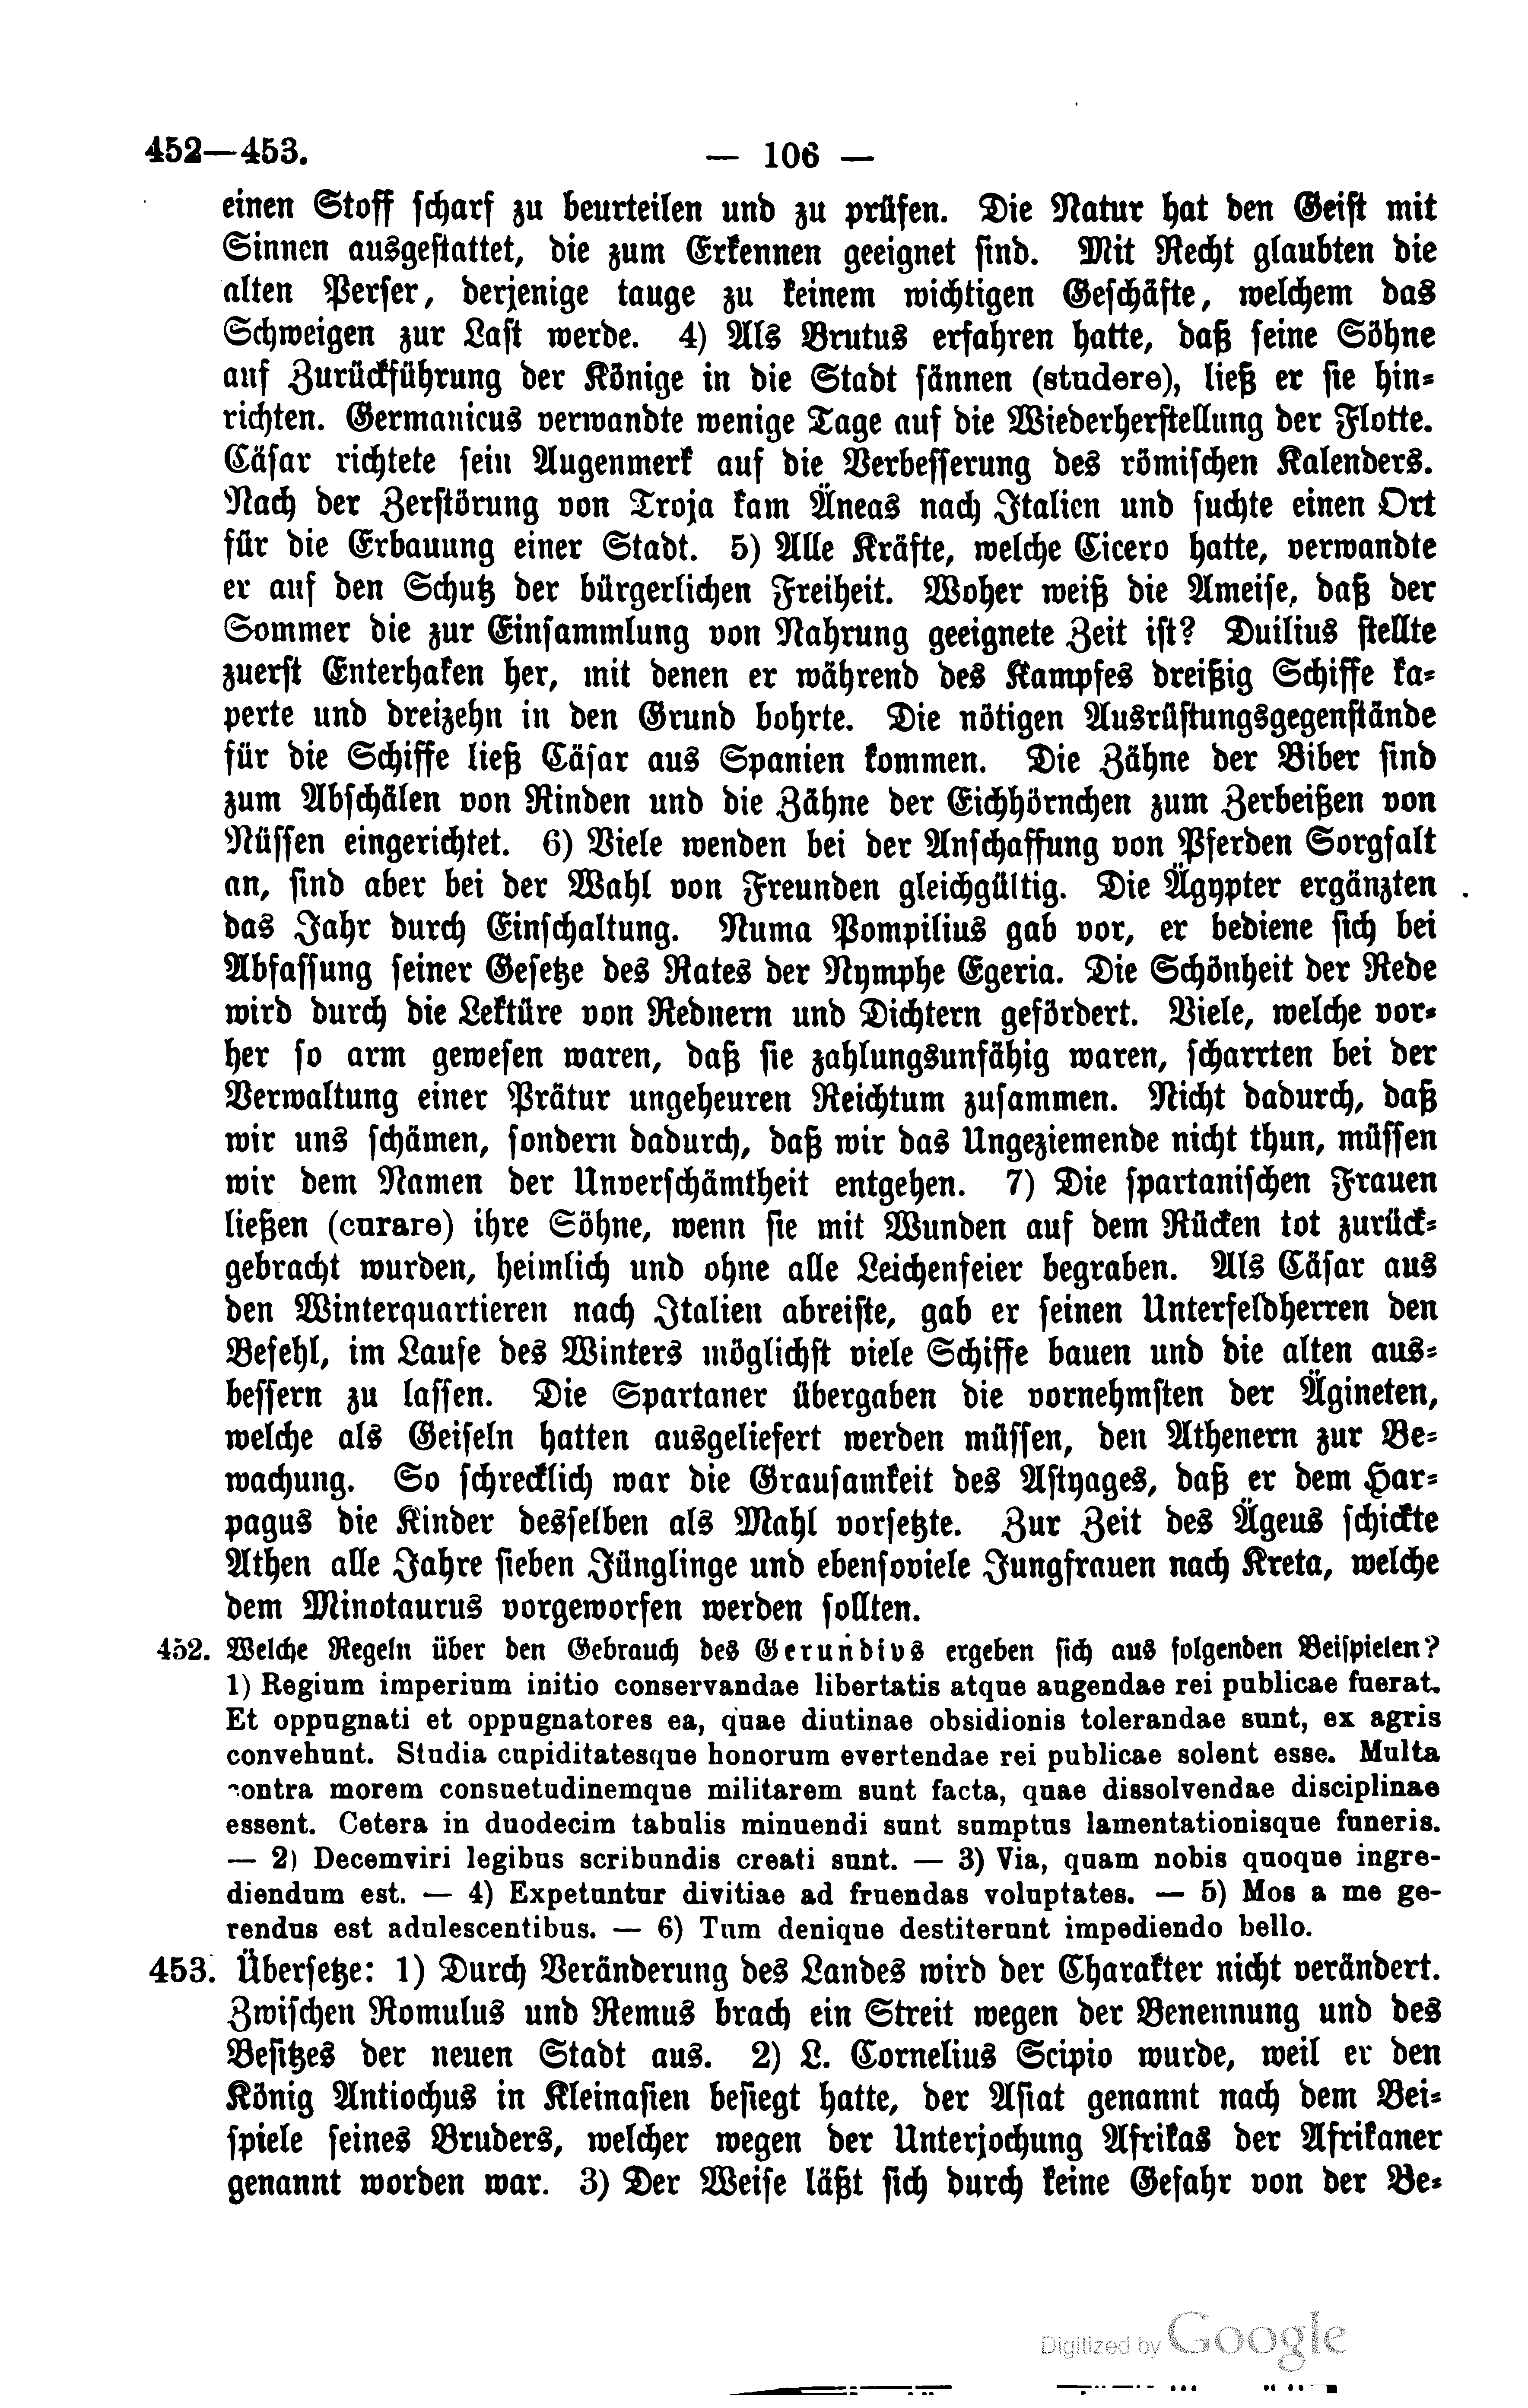 452—453.
— 106 —
einen Stoff scharf zu beurteilen und zu prüfen. Die Natur hat den Geist mit
Sinnen ausgestattet, die zum Erkennen geeignet sind. Mit Recht glaubten die
alten Perser, derjenige tauge zu keinem wichtigen Geschäfte, welchem das
Schweigen zur Last werde. 4) Als Brutus erfahren hatte, daß seine Söhne
auf Zurückführung der Könige in die Stadt sännen (studere), ließ er sie hin-
richten. Germanicus verwandte wenige Tage auf die Wiederherstellung der Flotte.
Cäsar richtete sein Augenmerk auf die Verbesserung des römischen Kalenders.
Nach der Zerstörung von Troja kam Äneas nach Italien und suchte einen Ort
für die Erbauung einer Stadt. 5) Alle Kräfte, welche Cicero hatte, verwandte
er auf den Schutz der bürgerlichen Freiheit. Woher weiß die Ameise, daß der
Sommer die zur Einsammlung von Nahrung geeignete Zeit ist? Duilius stellte
zuerst Enterhaken her, mit denen er während des Kampfes dreißig Schiffe ka-
perte und dreizehn in den Grund bohrte. Die nötigen Ausrüstungsgegenstände
für die Schiffe ließ Cäsar aus Spanien kommen. Die Zähne der Biber sind
zum Abschälen von Rinden und die Zähne der Eichhörnchen zum Zerbeißen von
Nüssen eingerichtet. 6) Viele wenden bei der Anschaffung von Pferden Sorgfalt
an, sind aber bei der Wahl von Freunden gleichgültig. Die Ägypter ergänzten
das Jahr durch Einschaltung. Numa Pompilius gab vor, er bediene sich bei
Abfassung seiner Gesetze des Rates der Nymphe Egeria. Die Schönheit der Rede
wird durch die Lektüre von Rednern und Dichtern gefördert. Viele, welche vor-
her so arm gewesen waren, daß sie zahlungsunfähig waren, scharrten bei der
Verwaltung einer Prätur ungeheuren Reichtum zusammen. Nicht dadurch, daß
wir uns schämen, sondern dadurch, daß wir das Ungeziemende nicht thun, müssen
wir dem Namen der Unverschämtheit entgehen. 7) Die spartanischen Frauen
ließen (curare) ihre Söhne, wenn sie mit Wunden auf dem Rücken tot zurück-
gebracht wurden, heimlich und ohne alle Leichenfeier begraben. Als Cäsar aus
den Winterquartieren nach Italien abreiste, gab er seinen Unterfeldherren den
Befehl, im Laufe des Winters möglichst viele Schiffe bauen und die alten aus-
bessern zu lassen. Die Spartaner übergaben die vornehmsten der Ägineten,
welche als Geiseln hatten ausgeliefert werden müssen, den Athenern zur Be-
wachung. So schrecklich war die Grausamkeit des Astyages, daß er dem Har-
pagus die Kinder desselben als Mahl vorsetzte. Zur Zeit des Ägeus schickte
Athen alle Jahre sieben Jünglinge und ebensoviele Jungfrauen nach Kreta, welche
dem Minotaurus vorgeworfen werden sollten.
452. Welche Regeln über den Gebrauch des Gerundivs ergeben sich aus folgenden Beispielen?
1) Regium imperium initio conservandae libertatis atque augendae rei publicae fuerat.
Et oppugnati et oppugnatores ea, quae diutinae obsidionis tolerandae sunt, ex agris
convehunt. Studia cupiditatesque honorum evertendae rei publicae solent esse. Multa
contra morem consuetudinemque militarem sunt facta, quae dissolvendae disciplinae
essent. Cetera in duodecim tabulis minuendi sunt sumptus lamentationisque funeris.
— 2) Decemviri legibus scribundis creati sunt. — 3) Via, quam nobis quoque ingre-
diendum est. — 4) Expetuntur divitiae ad fruendas voluptates. — 5) Mos a me ge-
rendus est adulescentibus. — 6) Tum denique destiterunt impediendo bello.
453. Übersetze: 1) Durch Veränderung des Landes wird der Charakter nicht verändert.
Zwischen Romulus und Remus brach ein Streit wegen der Benennung und des
Besitzes der neuen Stadt aus. 2) L. Cornelius Scipio wurde, weil er den
König Antiochus in Kleinasien besiegt hatte, der Asiat genannt nach dem Bei-
spiele seines Bruders, welcher wegen der Unterjochung Afrikas der Afrikaner
genannt worden war. 3) Der Weise läßt sich durch keine Gefahr von der Be-
Digitized by Google